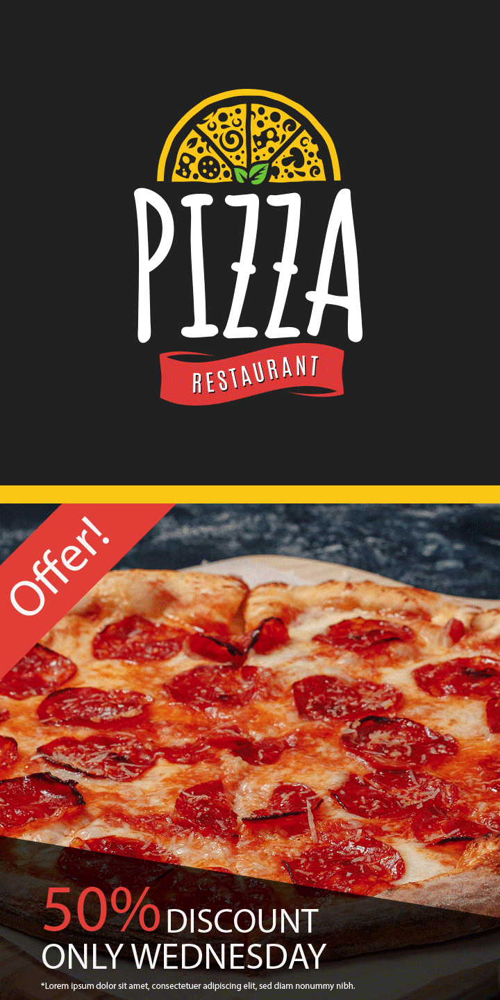 PIZZA
RESTAURANT
Offer!
50% DISCOUNT
ONLY WEDNESDAY
*Lorem ipsum dolor sit amet, consectetuer adipiscing elit, sed diam nonummy nibh.